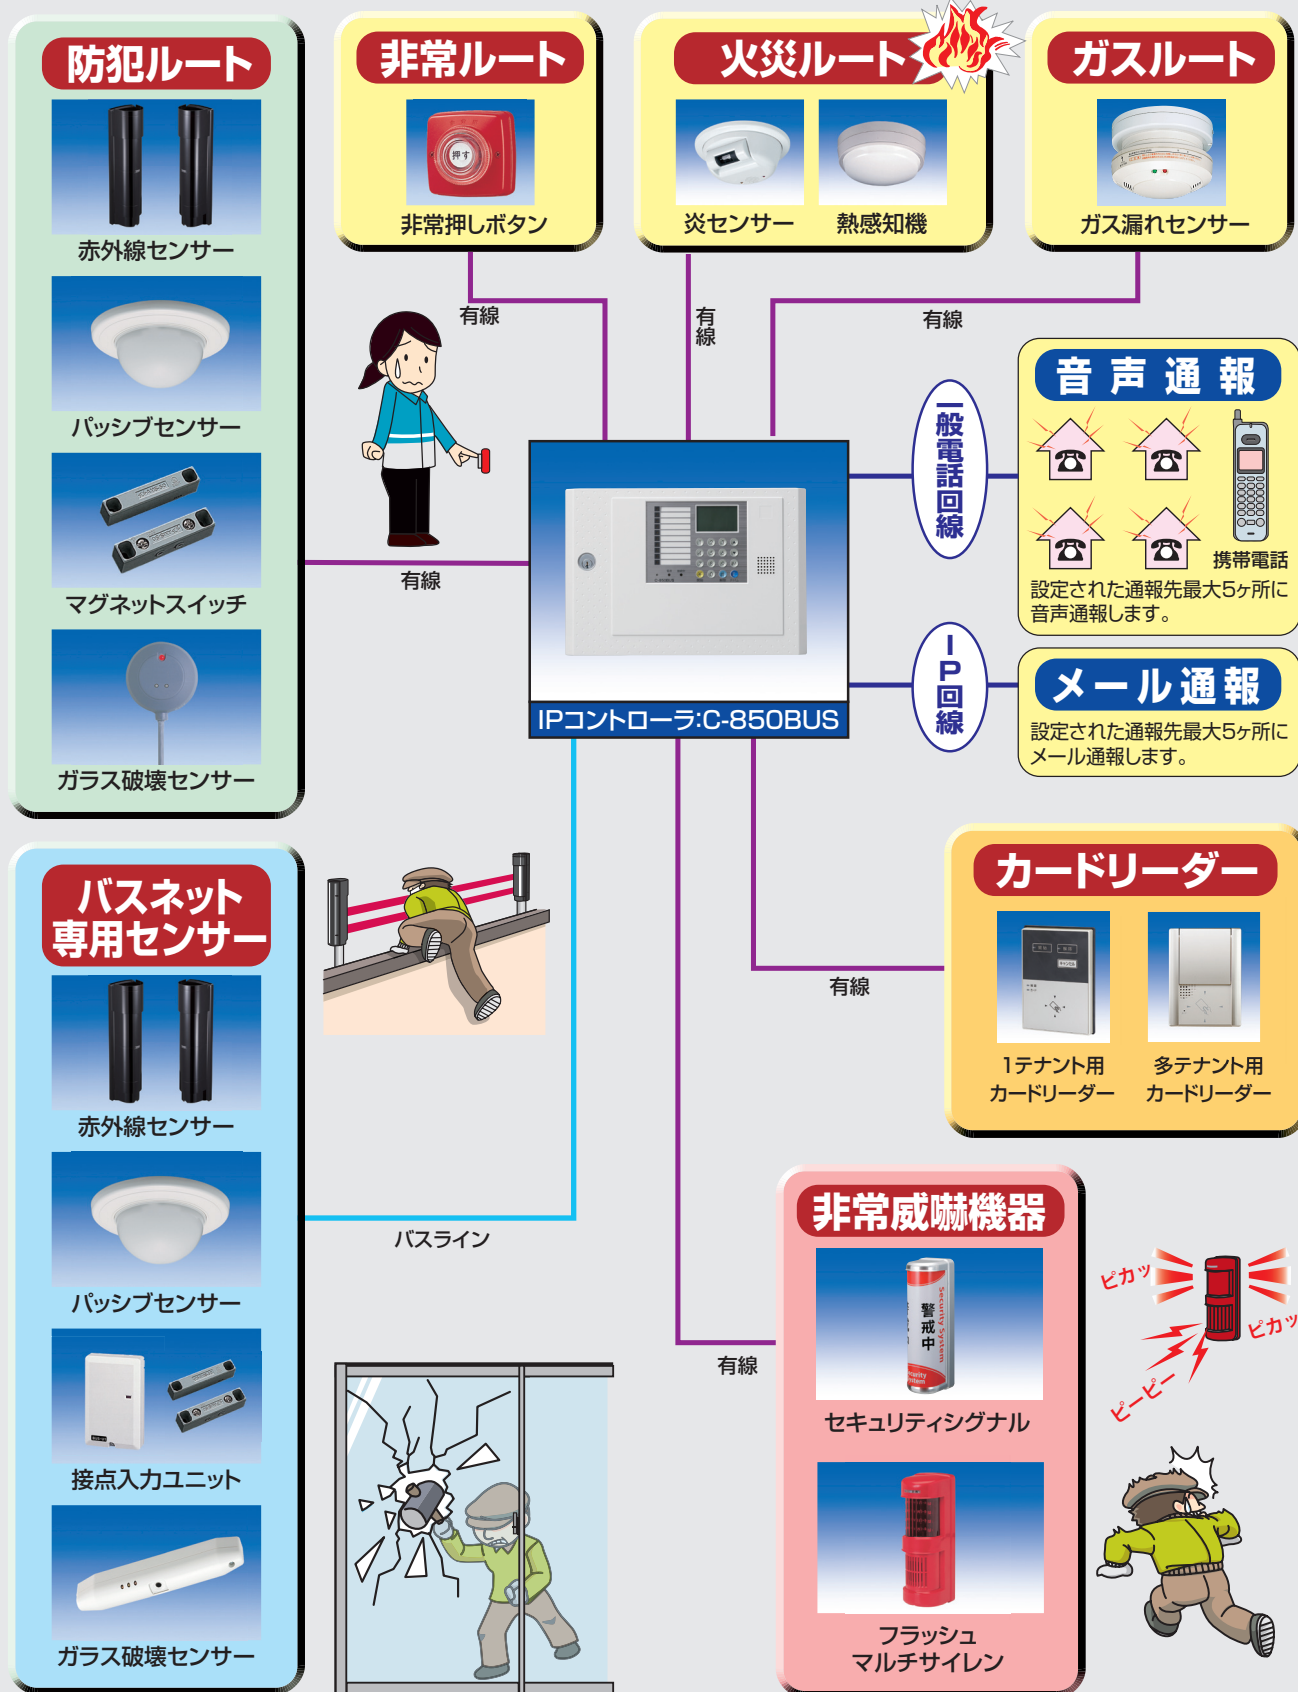 防犯ルート
赤外線センサー
パッシブセンサー
マグネットスイッチ
ガラス破壊センサー
非常ルート
押す
非常押しボタン
火災ルート
炎センサー
熱感知機
ガスルート
ガス漏れセンサー
有線
有線
有線
有線
一般電話回線
音声通報
携帯電話
設定された通報先最大5ヶ所に
音声通報します。
IP回線
メール通報
設定された通報先最大5ヶ所に
メール通報します。
IPコントローラ:C-850BUS
バスネット
専用センサー
赤外線センサー
パッシブセンサー
接点入力ユニット
ガラス破壊センサー
バスライン
カードリーダー
有線
1テナント用
カードリーダー
多テナント用
カードリーダー
非常威嚇機器
有線
警戒中
Security System
セキュリティシグナル
フラッシュ
マルチサイレン
ピカッ
ピカッ
ピーピー